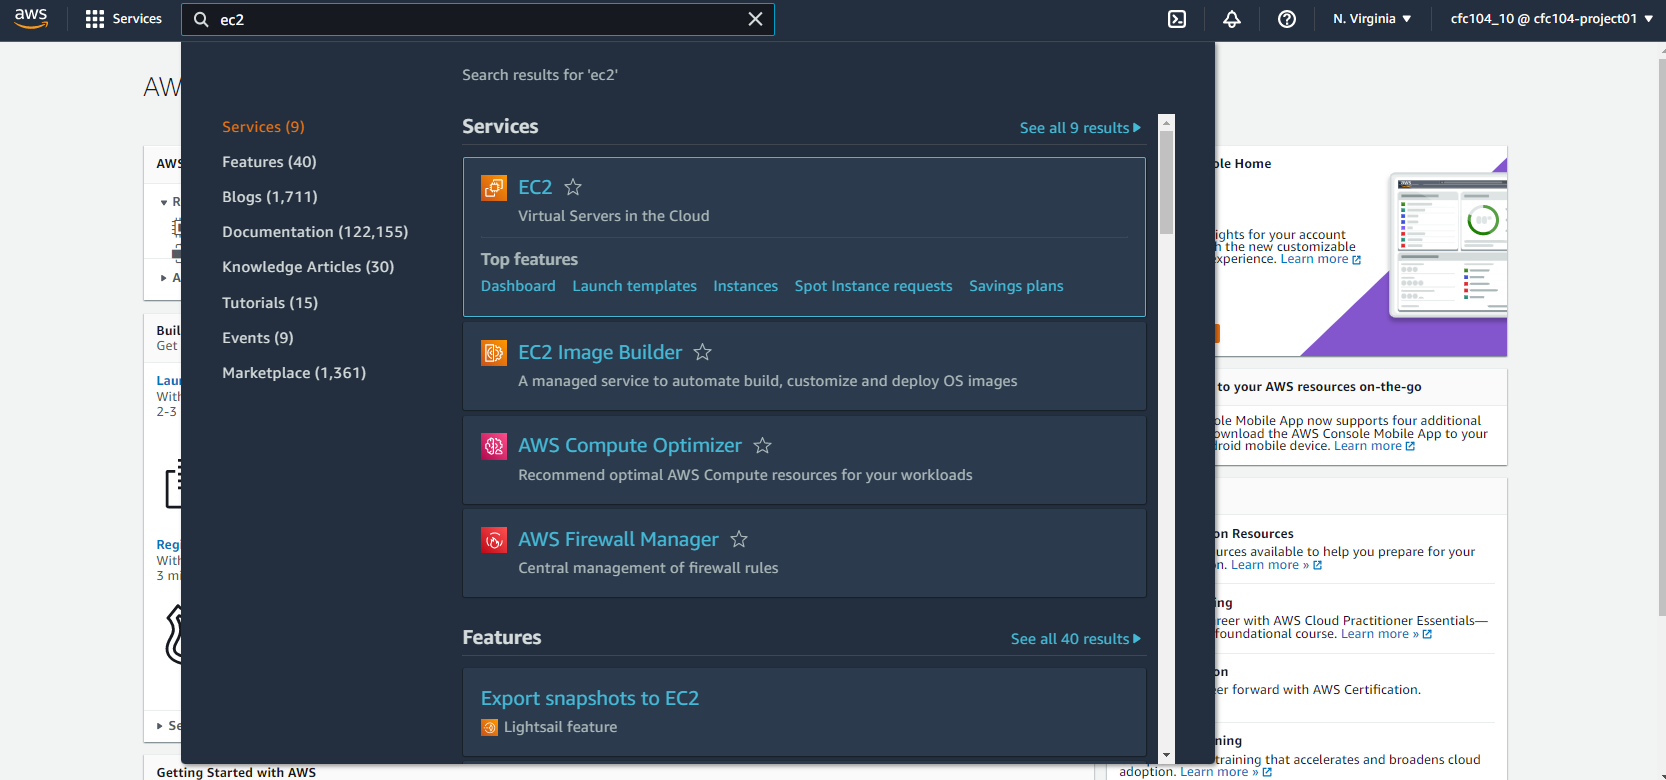 aws
Services
ec2
N. Virginia
cfc104_10 @ cfc104-project01
AW
Search results for 'ec2'
Services (9)
Features (40)
Blogs (1,711)
Documentation (122,155)
Knowledge Articles (30)
Tutorials (15)
Events (9)
Marketplace (1,361)
Services
See all 9 results
EC2
Virtual Servers in the Cloud
Top features
Dashboard Launch templates Instances Spot Instance requests Savings plans
EC2 Image Builder
A managed service to automate build, customize and deploy OS images
AWS Compute Optimizer
Recommend optimal AWS Compute resources for your workloads
AWS Firewall Manager
Central management of firewall rules
Features
See all 40 results
Export snapshots to EC2
Lightsail feature
AWS
R
A
Buil
Get
Lau
With
2-3
Regi
With
3 mi
Se
Getting Started with AWS
ole Home
ights for your account
h the new customizable
experience. Learn more
aws
to your AWS resources on-the-go
ole Mobile App now supports four additional
ownload the AWS Console Mobile App to your
droid mobile device. Learn more
on Resources
urces available to help you prepare for your
n. Learn more »
ing
reer with AWS Cloud Practitioner Essentials—
foundational course. Learn more »
on
er forward with AWS Certification.
ning
training that accelerates and broadens cloud
adoption. Learn more »